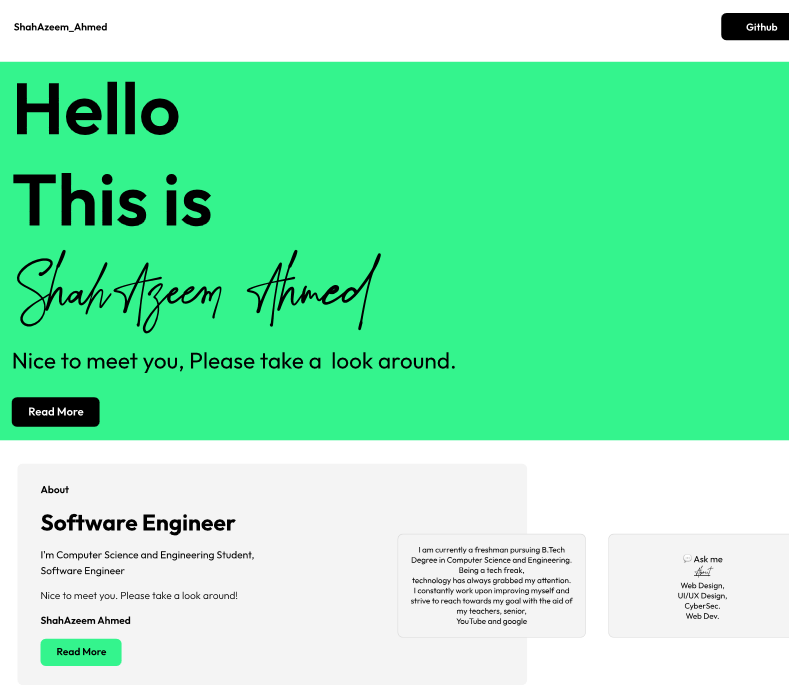 ShahAzeem_Ahmed
Github
Hello
This is
ShahAzeem Ahmed
Nice to meet you, Please take a look around.
Read More
About
Software Engineer
I'm Computer Science and Engineering Student,
Software Engineer
Nice to meet you. Please take a look around!
ShahAzeem Ahmed
Read More
I am currently a freshman pursuing B.Tech
Degree in Computer Science and Engineering.
Being a tech freak,
technology has always grabbed my attention.
I constantly work upon improving myself and
strive to reach towards my goal with the aid of
my teachers, senior,
YouTube and google
💬 Ask me
About
Web Design,
UI/UX Design,
CyberSec.
Web Dev.